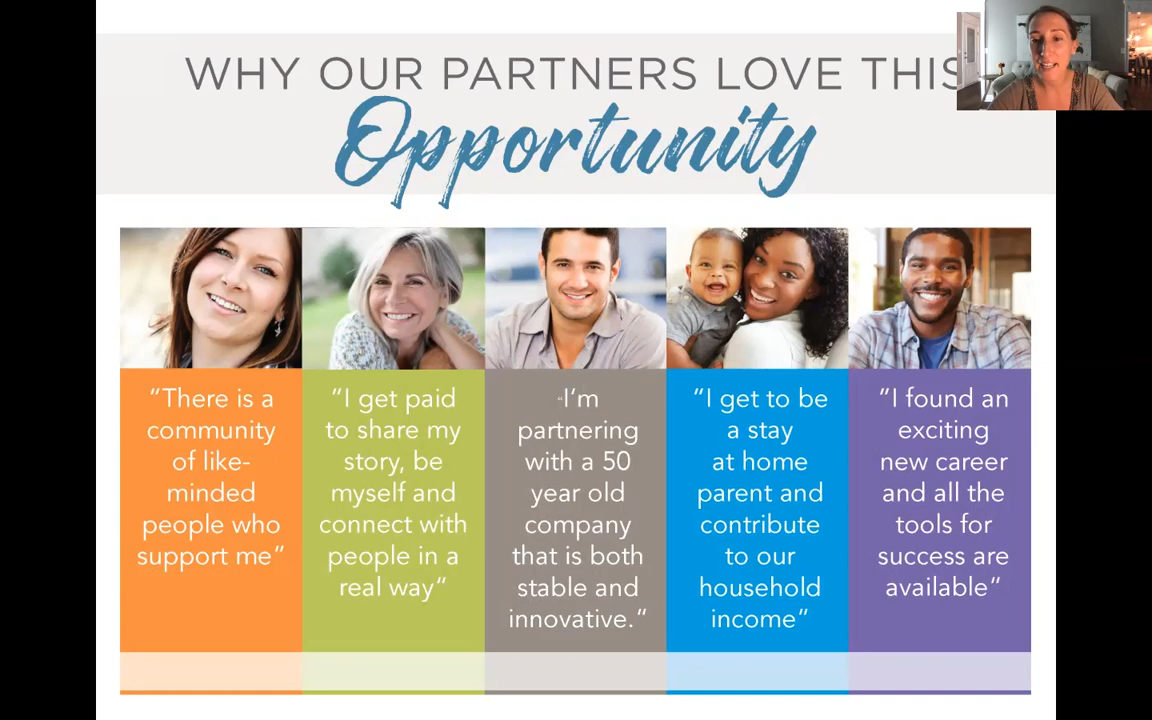 WHY OUR PARTNERS LOVE THIS
Opportunity
“There is a
community
of like-
minded
people who
support me”
“I get paid
to share my
story, be
myself and
connect with
people in a
real way“
“I’m
partnering
with a 50
year old
company
that is both
stable and
innovative.”
“I get to be
a stay
at home
parent and
contribute
to our
household
income”
“I found an
exciting
new career
and all the
tools for
success are
available”